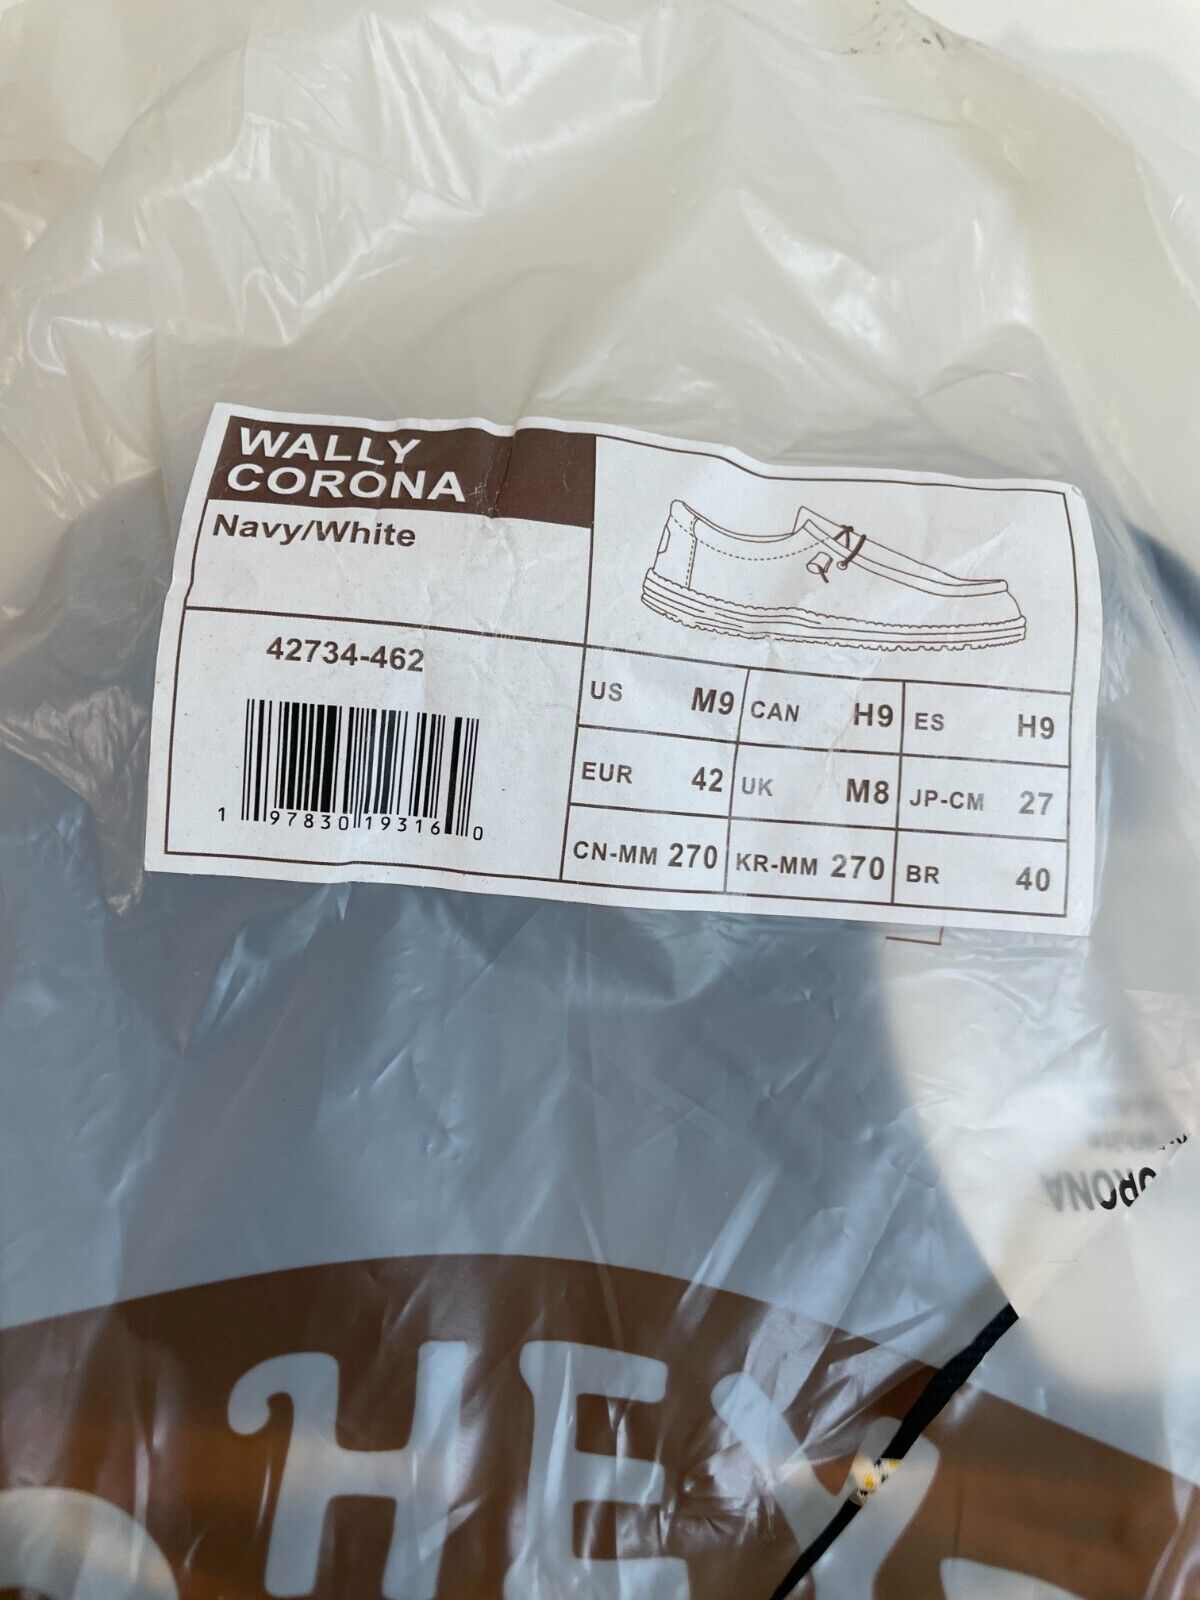 WALLY
CORONA
Navy/White
42734-462
1 97830 19316 0
US M9 CAN H9 ES H9
EUR 42 UK M8 JP-CM 27
CN-MM 270 KR-MM 270 BR 40
HEY